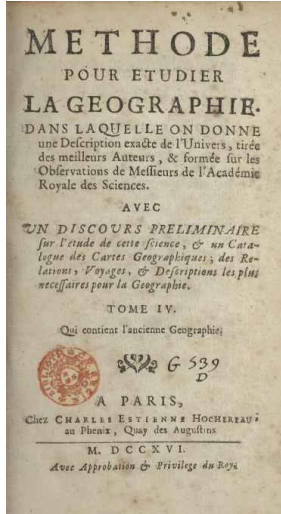 METHODE
POUR ETUDIER
LA GEOGRAPHIE.
DANS LAQUELLE ON DONNE
une Description exacte de l'Univers, tirée
des meilleurs Auteurs, & formée sur les
Observations de Messieurs de l'Académie
Royale des Sciences.
AVEC
UN DISCOURS PRELIMINAIRE
sur l'etude de cette science, & un Cata-
logue des Cartes Geographiques; des Re-
lations, Voyages, & Descriptions les plus
necessaires pour la Geographie.
TOME IV.
Qui contient l'ancienne Geographie.
G 539
D
A PARIS,
Chez CHARLES ESTIENNE HOCHEREAU
au Phenix, Quay des Augustins
M. DCCXVI.
Avec Approbation & Privilege du Roy.